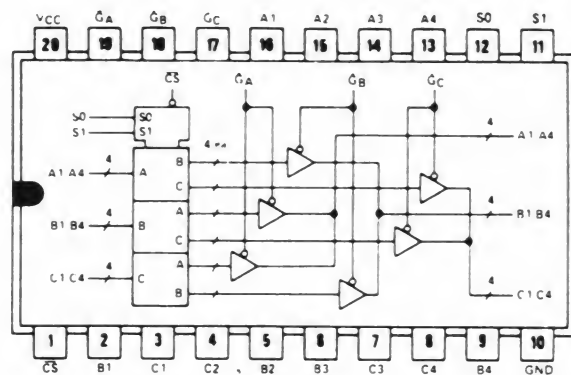 VCC ḠA ḠB ḠC A1 A2 A3 A4 S0 S1
20 19 18 17 16 15 14 13 12 11
C̅S̅ ḠA ḠB ḠC
S0 S0
S1 S1
4 4 4
A1 A4 A B A1 A4
C
4 A 4
B1 B4 B C B1 B4
4 A 4
C1 C4 C B C1 C4
1 2 3 4 5 6 7 8 9 10
C̅S̅ B1 C1 C2 B2 B3 C3 C4 B4 GND